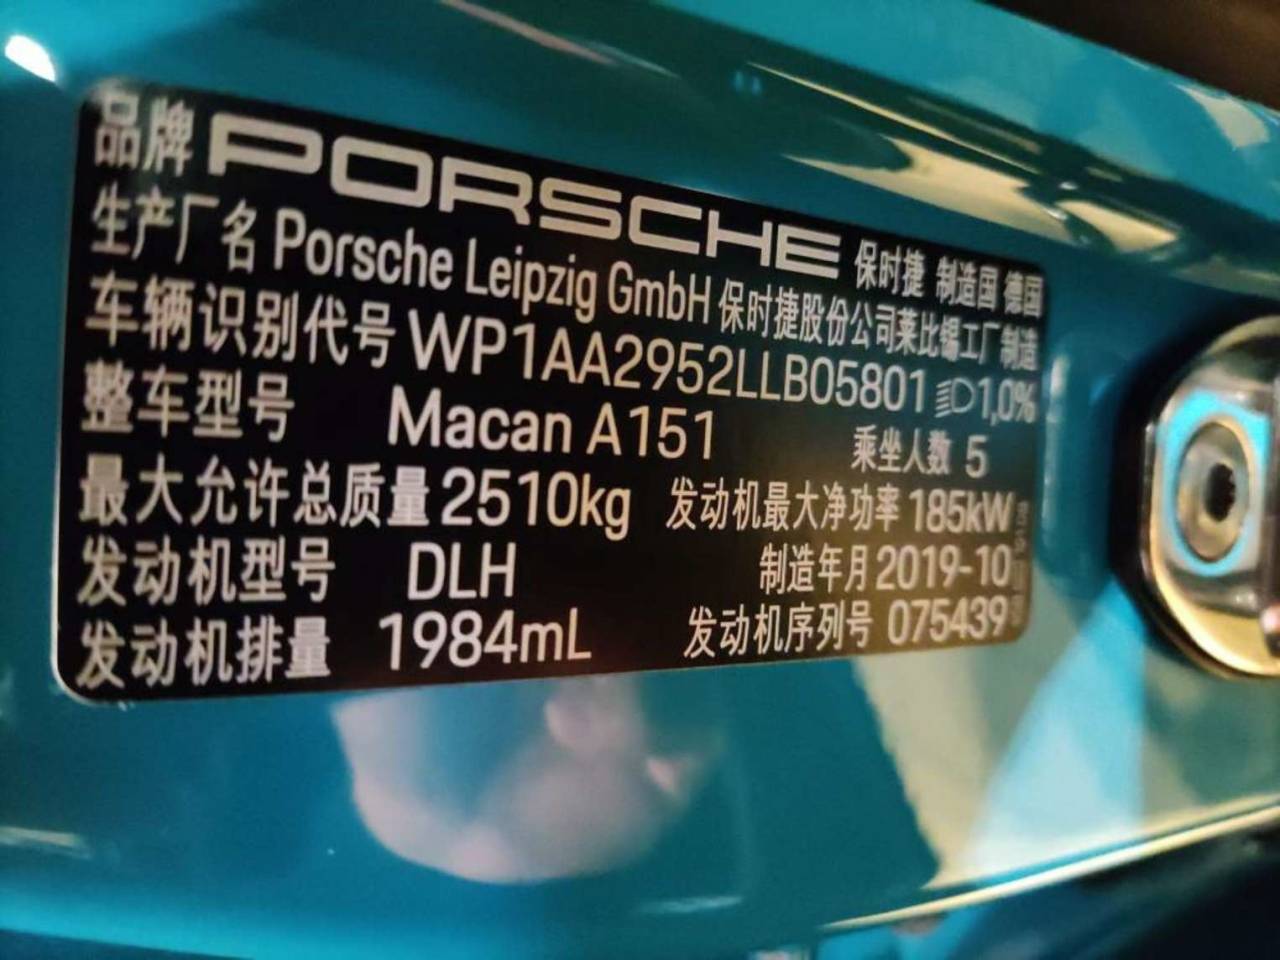 品牌 PORSCHE 保时捷 制造国 德国
生产厂名 Porsche Leipzig GmbH 保时捷股份公司莱比锡工厂制造
车辆识别代号 WP1AA2952LLB05801 1,0%
整车型号 Macan A151 乘坐人数 5
最大允许总质量 2510kg 发动机最大净功率 185kW
发动机型号 DLH 制造年月 2019-10
发动机排量 1984mL 发动机序列号 075439